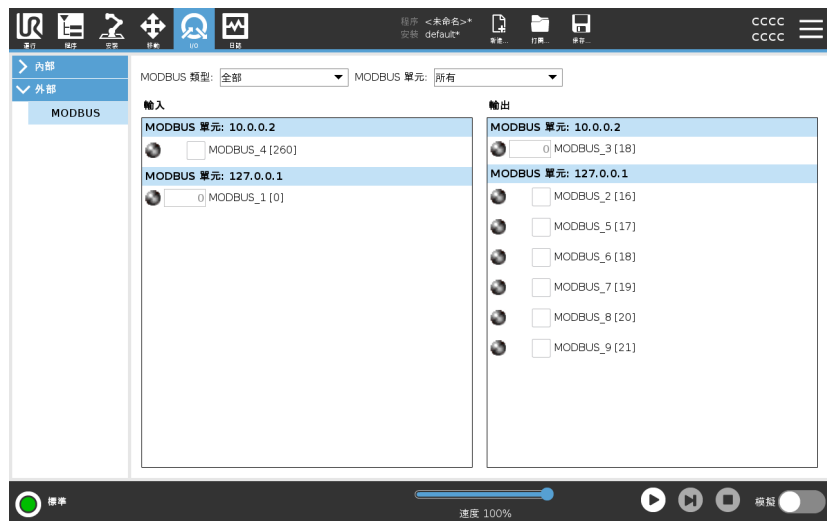 UR
程序 <未命名>*
安裝 default*
cccc
cccc
運行 程序 安裝 移動 I/O 日誌 新建... 打開... 保存...
內部
外部
MODBUS
MODBUS 類型: 全部 MODBUS 單元: 所有
輸入 輸出
MODBUS 單元: 10.0.0.2
MODBUS_4 [260]
MODBUS 單元: 127.0.0.1
0 MODBUS_1 [0]
MODBUS 單元: 10.0.0.2
0 MODBUS_3 [18]
MODBUS 單元: 127.0.0.1
MODBUS_2 [16]
MODBUS_5 [17]
MODBUS_6 [18]
MODBUS_7 [19]
MODBUS_8 [20]
MODBUS_9 [21]
標準
速度 100%
模擬